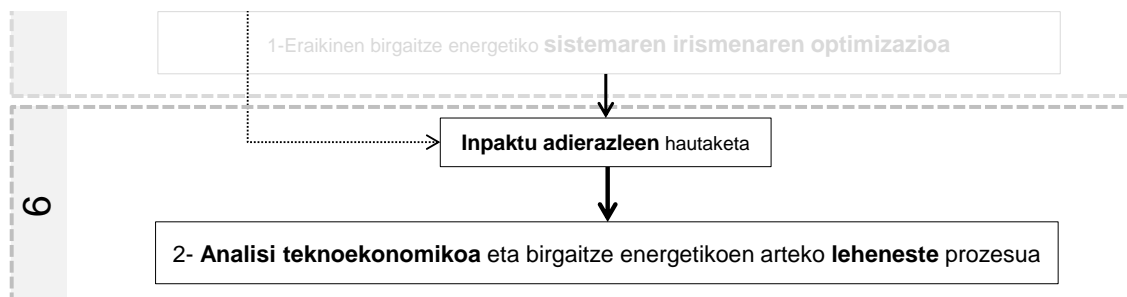 1-Eraikinen birgaitze energetiko sistemaren irismenaren optimizazioa
Inpaktu adierazleen hautaketa
6
2- Analisi teknoekonomikoa eta birgaitze energetikoen arteko leheneste prozesua